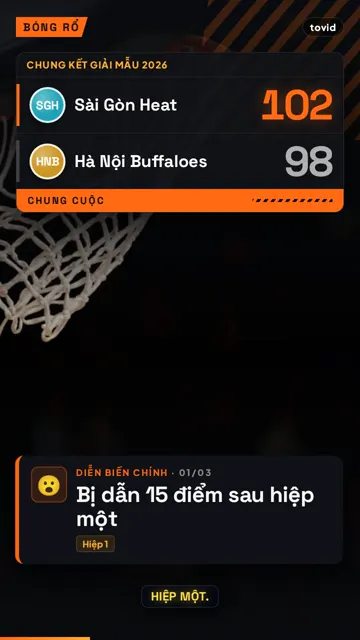 BÓNG RỔ
tovid
CHUNG KẾT GIẢI MẪU 2026
SGH Sài Gòn Heat 102
HNB Hà Nội Buffaloes 98
CHUNG CUỘC
DIỄN BIẾN CHÍNH · 01/03
Bị dẫn 15 điểm sau hiệp
một
Hiệp 1
HIỆP MỘT.